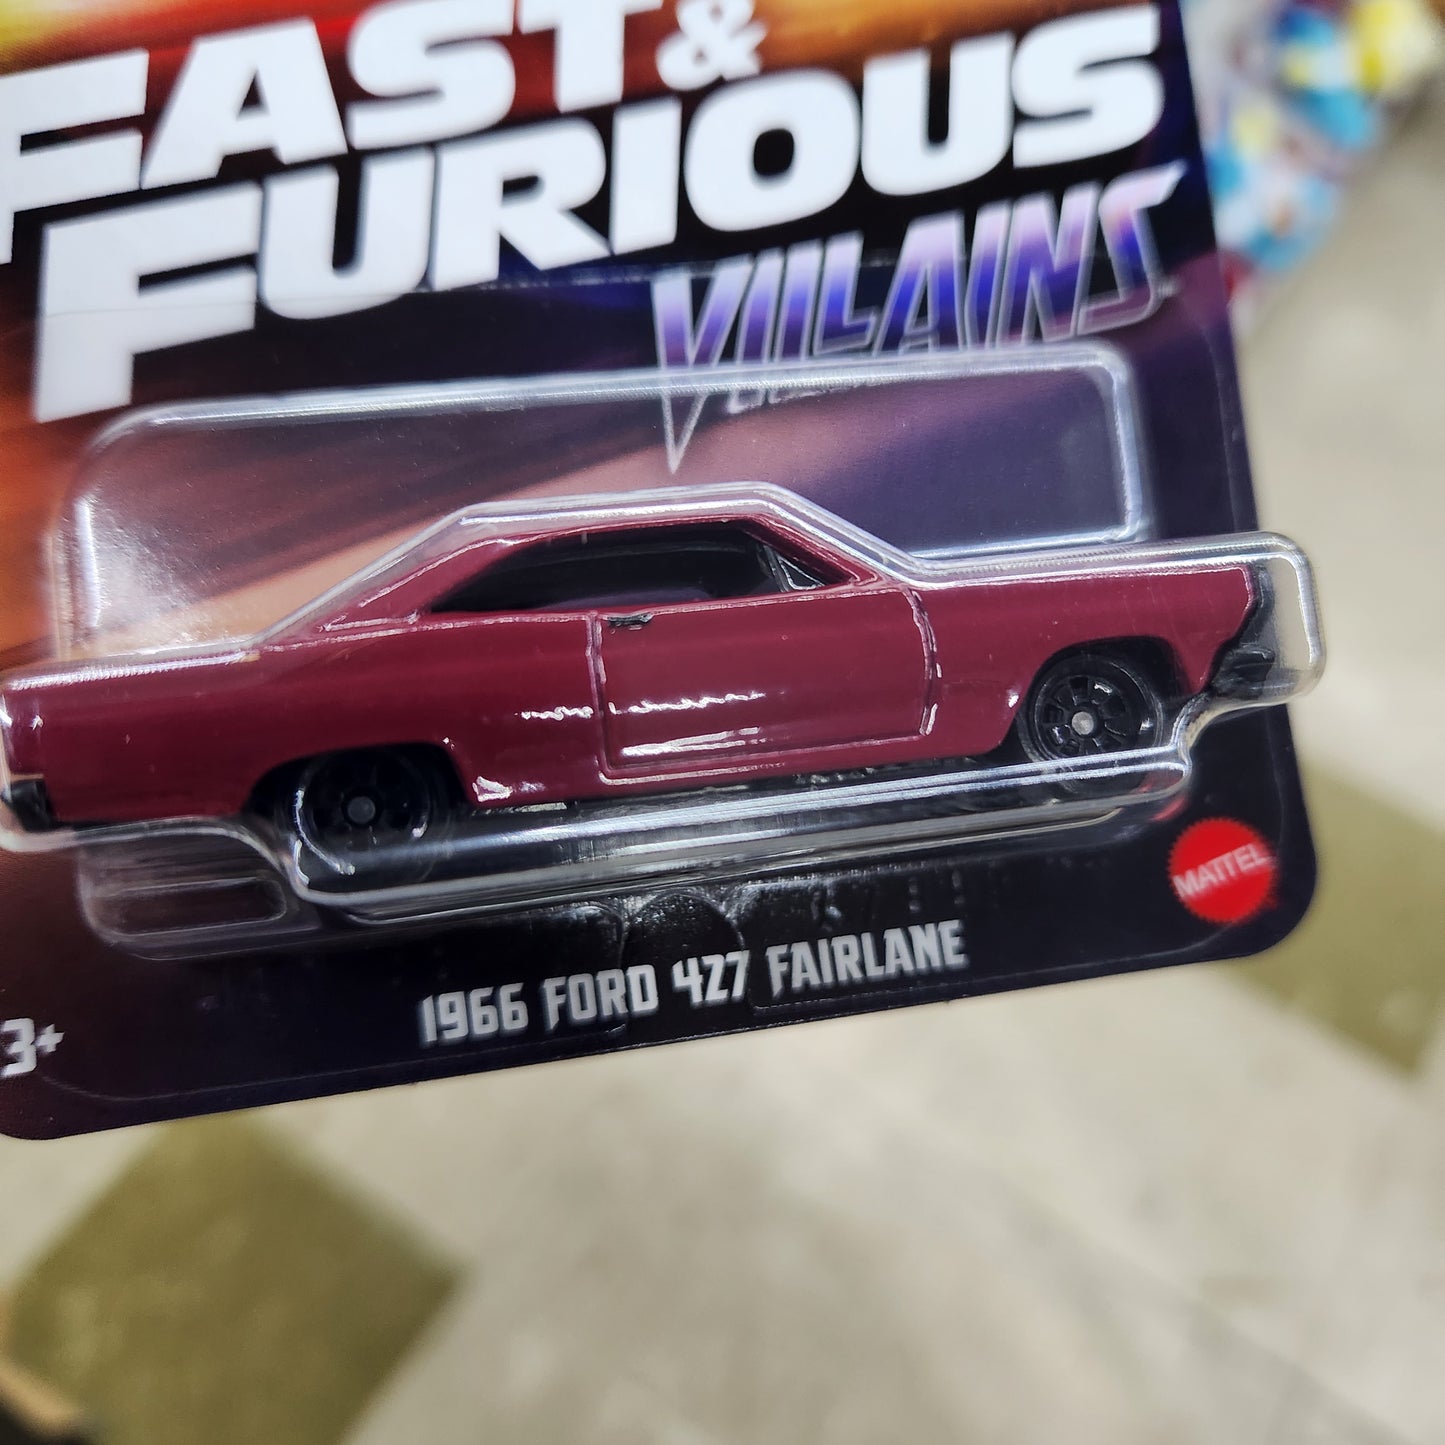 FAST &
FURIOUS
VILLAINS
MATTEL
1966 FORD 427 FAIRLANE
3+